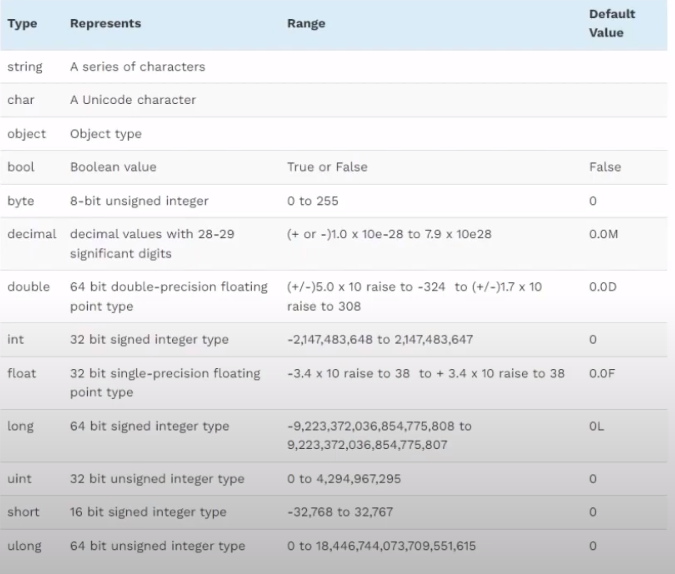 Type Represents Range Default Value
string A series of characters
char A Unicode character
object Object type
bool Boolean value True or False False
byte 8-bit unsigned integer 0 to 255 0
decimal decimal values with 28-29 significant digits (+ or -)1.0 x 10e-28 to 7.9 x 10e28 0.0M
double 64 bit double-precision floating point type (+/-)5.0 x 10 raise to -324 to (+/-)1.7 x 10 raise to 308 0.0D
int 32 bit signed integer type -2,147,483,648 to 2,147,483,647 0
float 32 bit single-precision floating point type -3.4 x 10 raise to 38 to + 3.4 x 10 raise to 38 0.0F
long 64 bit signed integer type -9,223,372,036,854,775,808 to 9,223,372,036,854,775,807 0L
uint 32 bit unsigned integer type 0 to 4,294,967,295 0
short 16 bit signed integer type -32,768 to 32,767 0
ulong 64 bit unsigned integer type 0 to 18,446,744,073,709,551,615 0